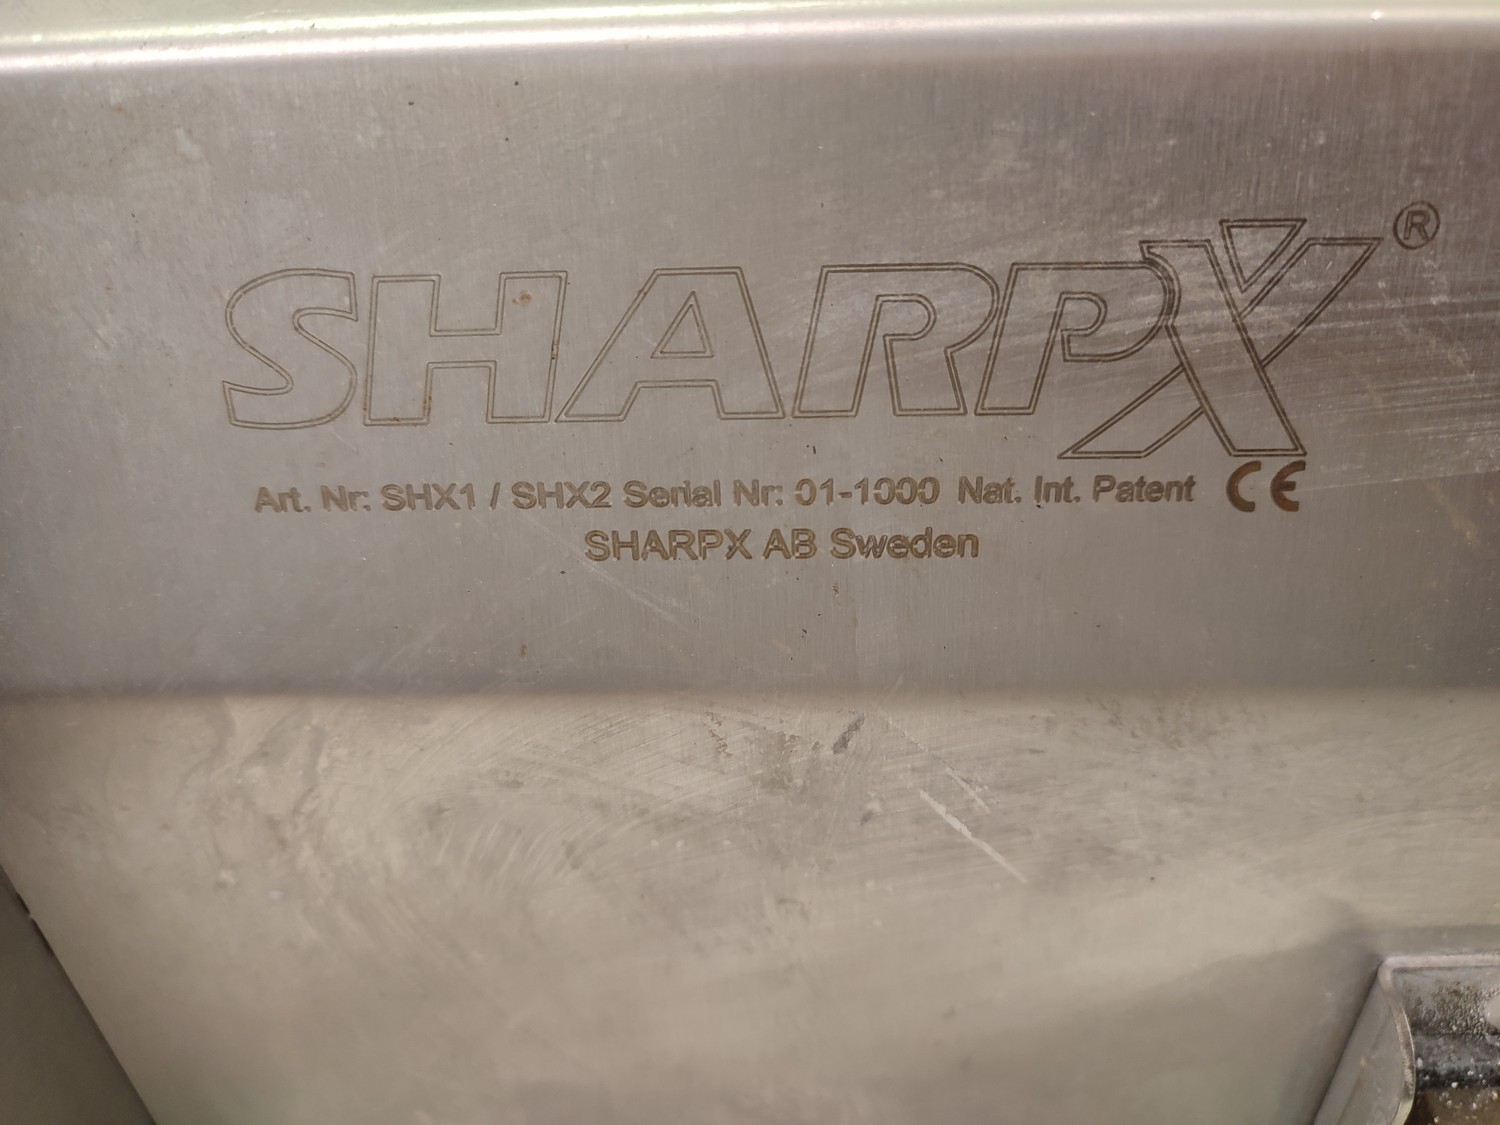 SHARPX®
Art. Nr: SHX1 / SHX2 Serial Nr: 01-1000 Nat. Int. Patent CE
SHARPX AB Sweden